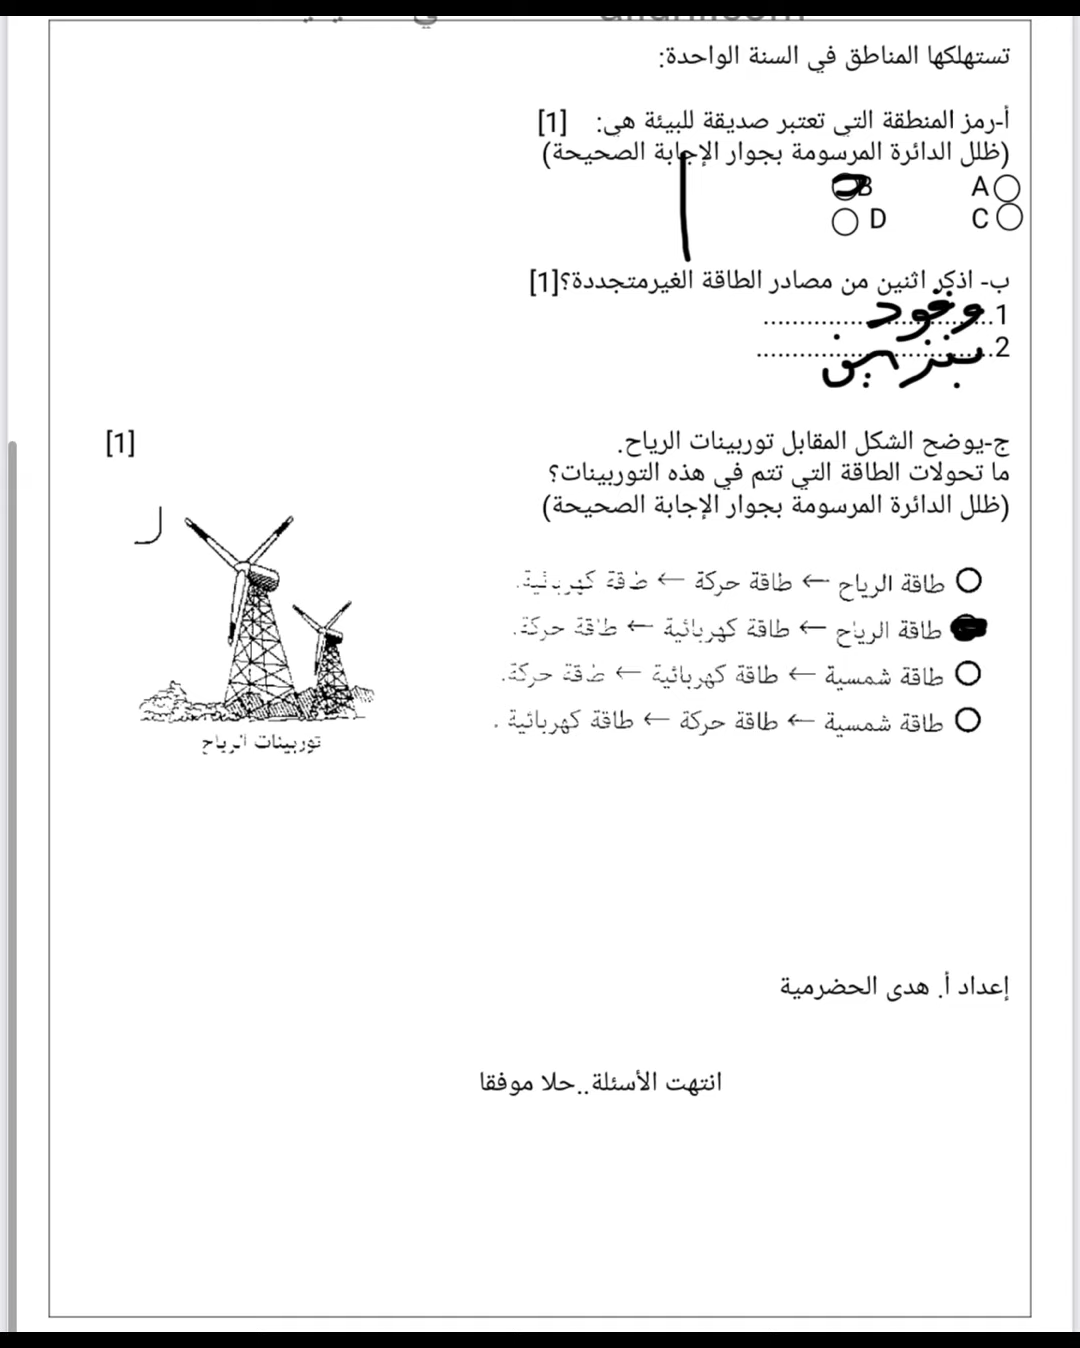 تستهلكها المناطق في السنة الواحدة:
أ-رمز المنطقة التي تعتبر صديقة للبيئة هي: [1]
(ظلل الدائرة المرسومة بجوار الإجابة الصحيحة)
A B
C D
ب- اذكر اثنين من مصادر الطاقة الغيرمتجددة؟[1]
1. وقود
2. بنزين
ج-يوضح الشكل المقابل توربينات الرياح. [1]
ما تحولات الطاقة التي تتم في هذه التوربينات؟
(ظلل الدائرة المرسومة بجوار الإجابة الصحيحة)
طاقة الرياح ← طاقة حركة ← طاقة كهربائية.
طاقة الرياح ← طاقة كهربائية ← طاقة حركة.
طاقة شمسية ← طاقة كهربائية ← طاقة حركة.
طاقة شمسية ← طاقة حركة ← طاقة كهربائية .
توربينات الرياح
إعداد أ. هدى الحضرمية
انتهت الأسئلة..حلا موفقا